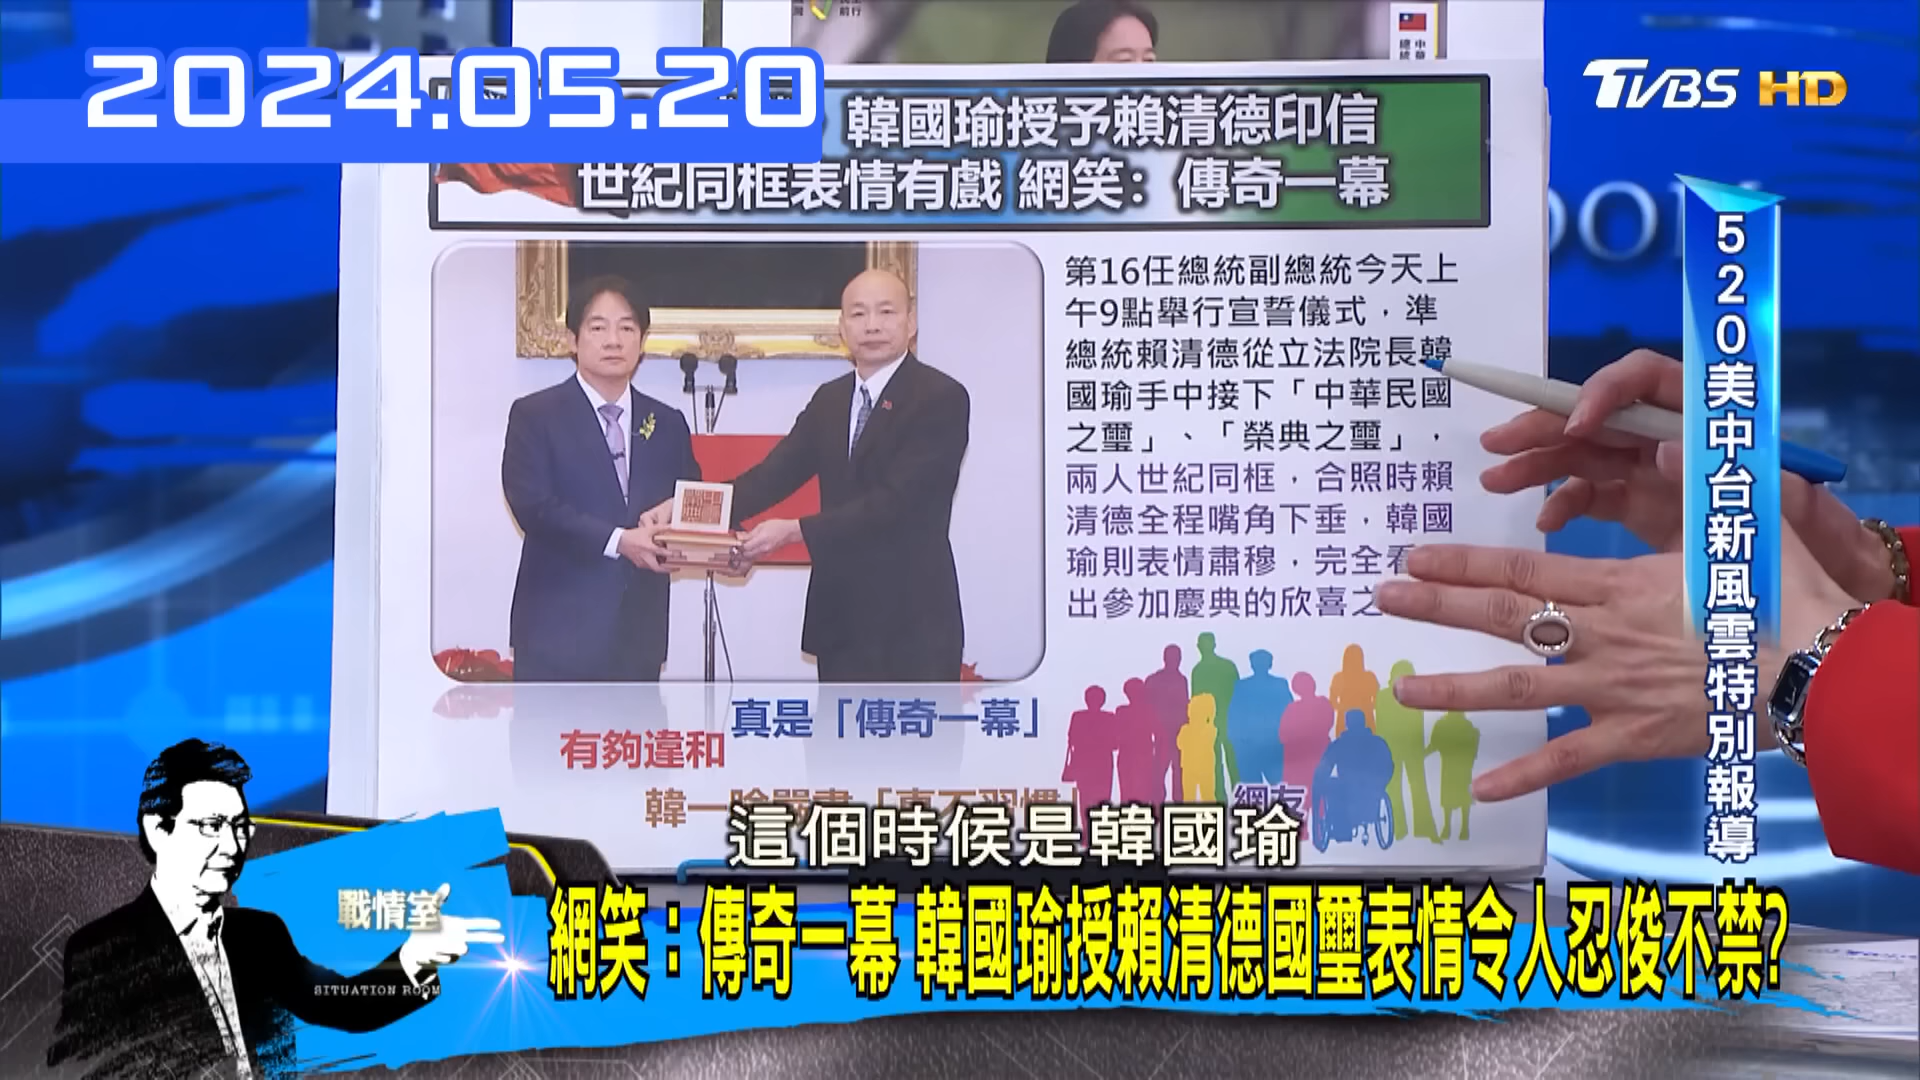 2024.05.20
TVBS HD
韓國瑜授予賴清德印信
世紀同框表情有戲 網笑：傳奇一幕
第16任總統副總統今天上
午9點舉行宣誓儀式，準
總統賴清德從立法院長韓
國瑜手中接下「中華民國
之璽」、「榮典之璽」，
兩人世紀同框，合照時賴
清德全程嘴角下垂，韓國
瑜則表情肅穆，完全看
出參加慶典的欣喜之
真是「傳奇一幕」
有夠違和
網友
520美中台新風雲特別報導
這個時候是韓國瑜
戰情室
SITUATION ROOM
網笑：傳奇一幕 韓國瑜授賴清德國璽表情令人忍俊不禁?